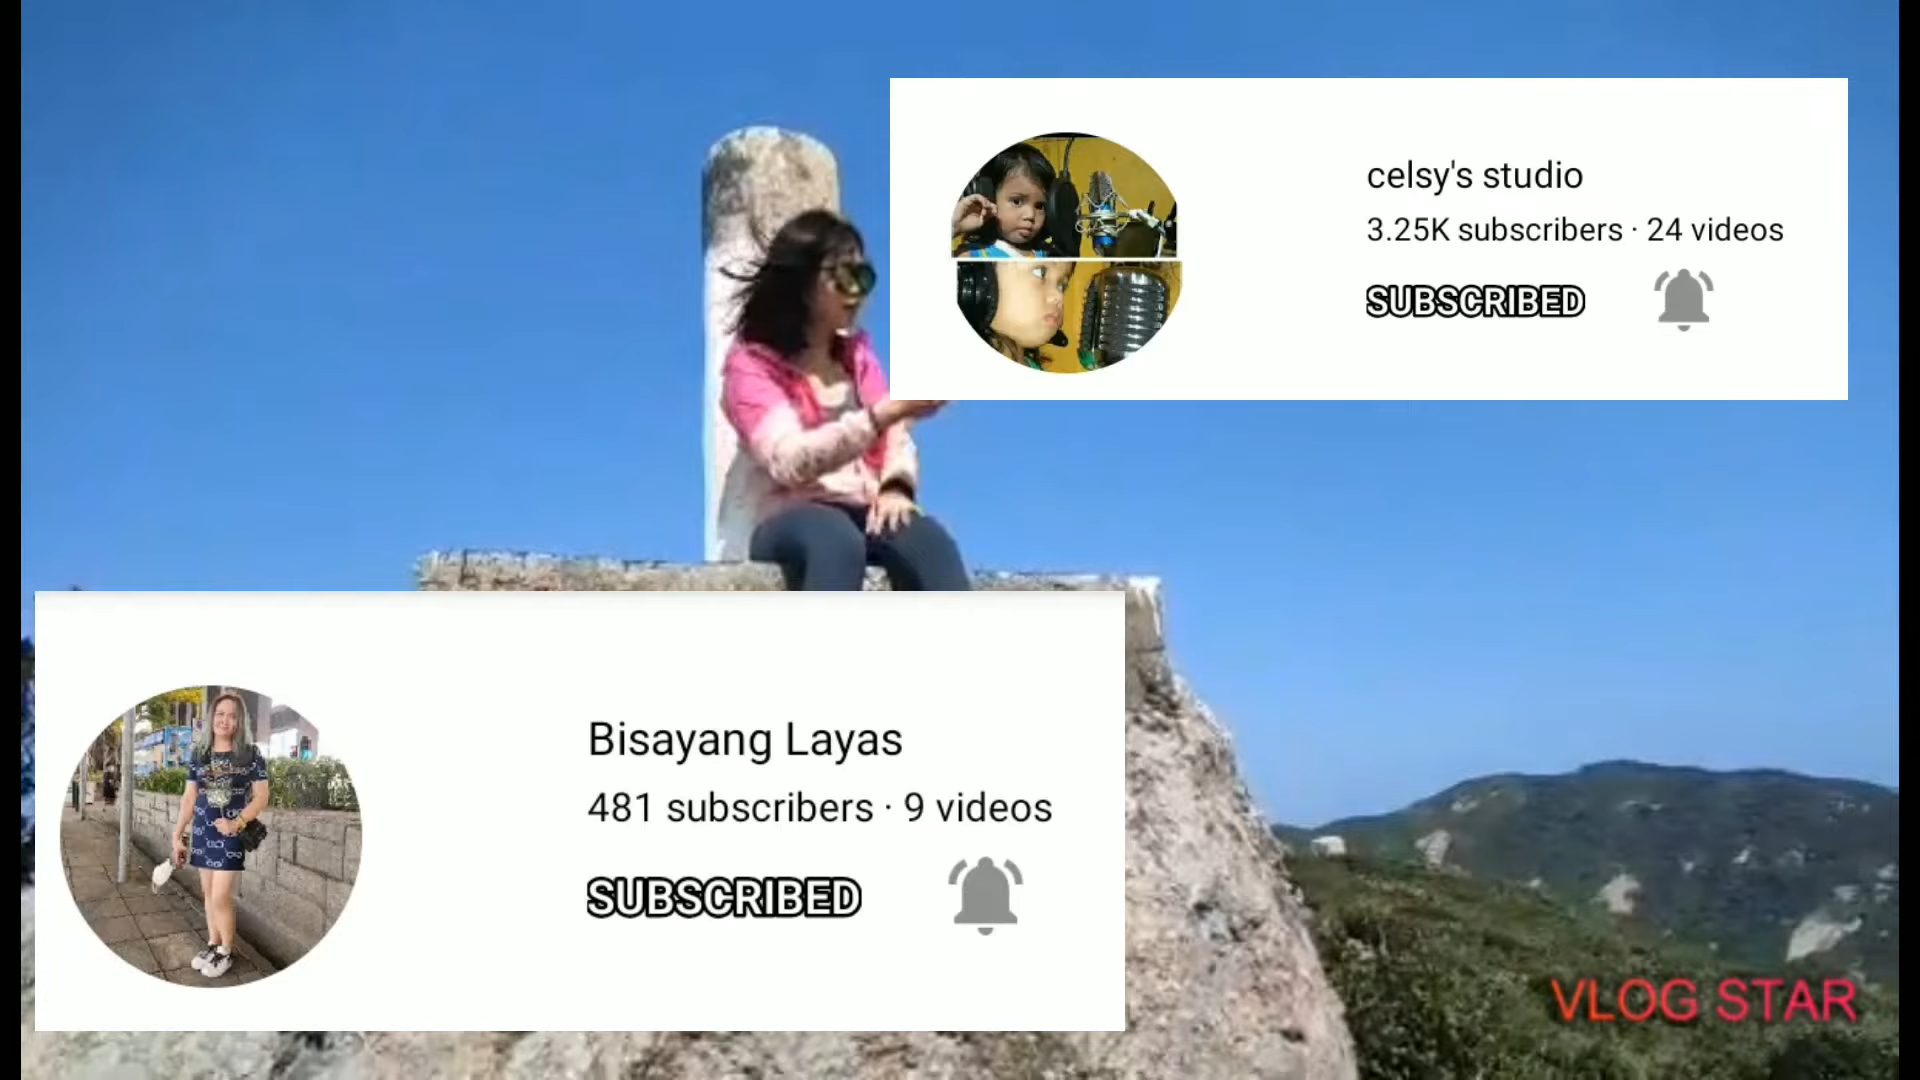 celsy's studio
3.25K subscribers · 24 videos
SUBSCRIBED
Bisayang Layas
481 subscribers · 9 videos
SUBSCRIBED
VLOG STAR